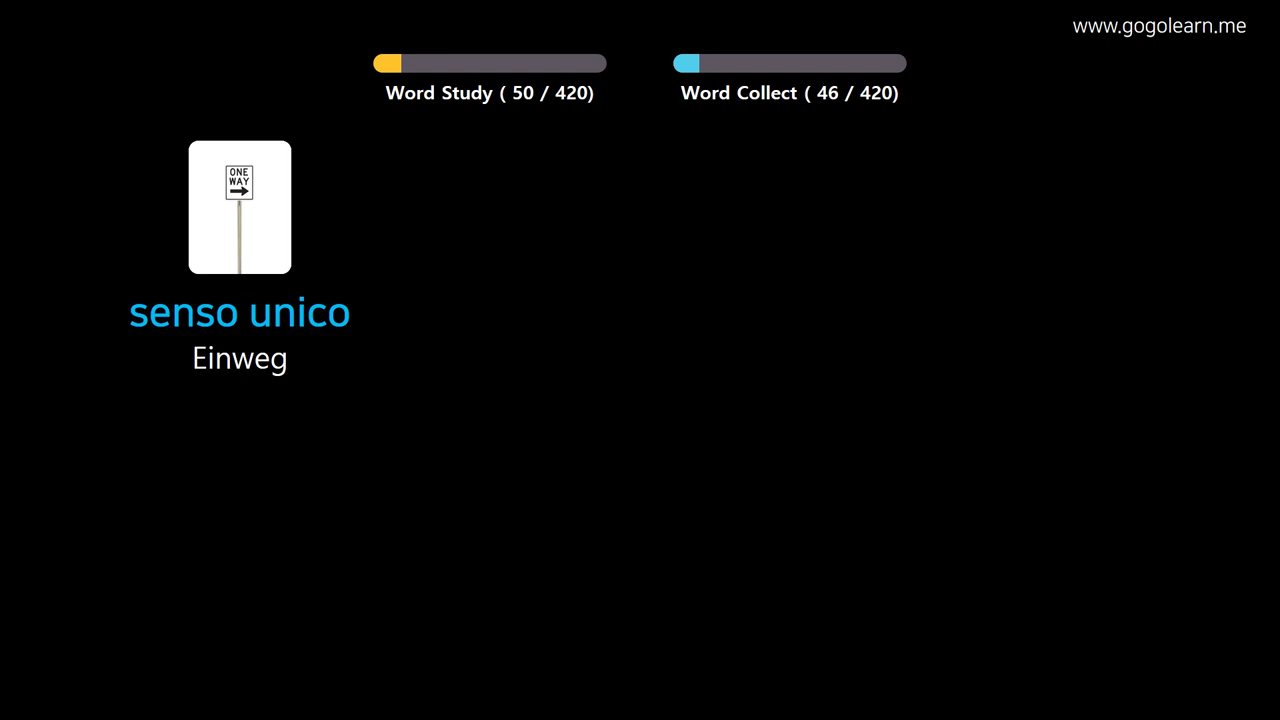 www.gogolearn.me
Word Study ( 50 / 420)
Word Collect ( 46 / 420)
ONE
WAY
senso unico
Einweg